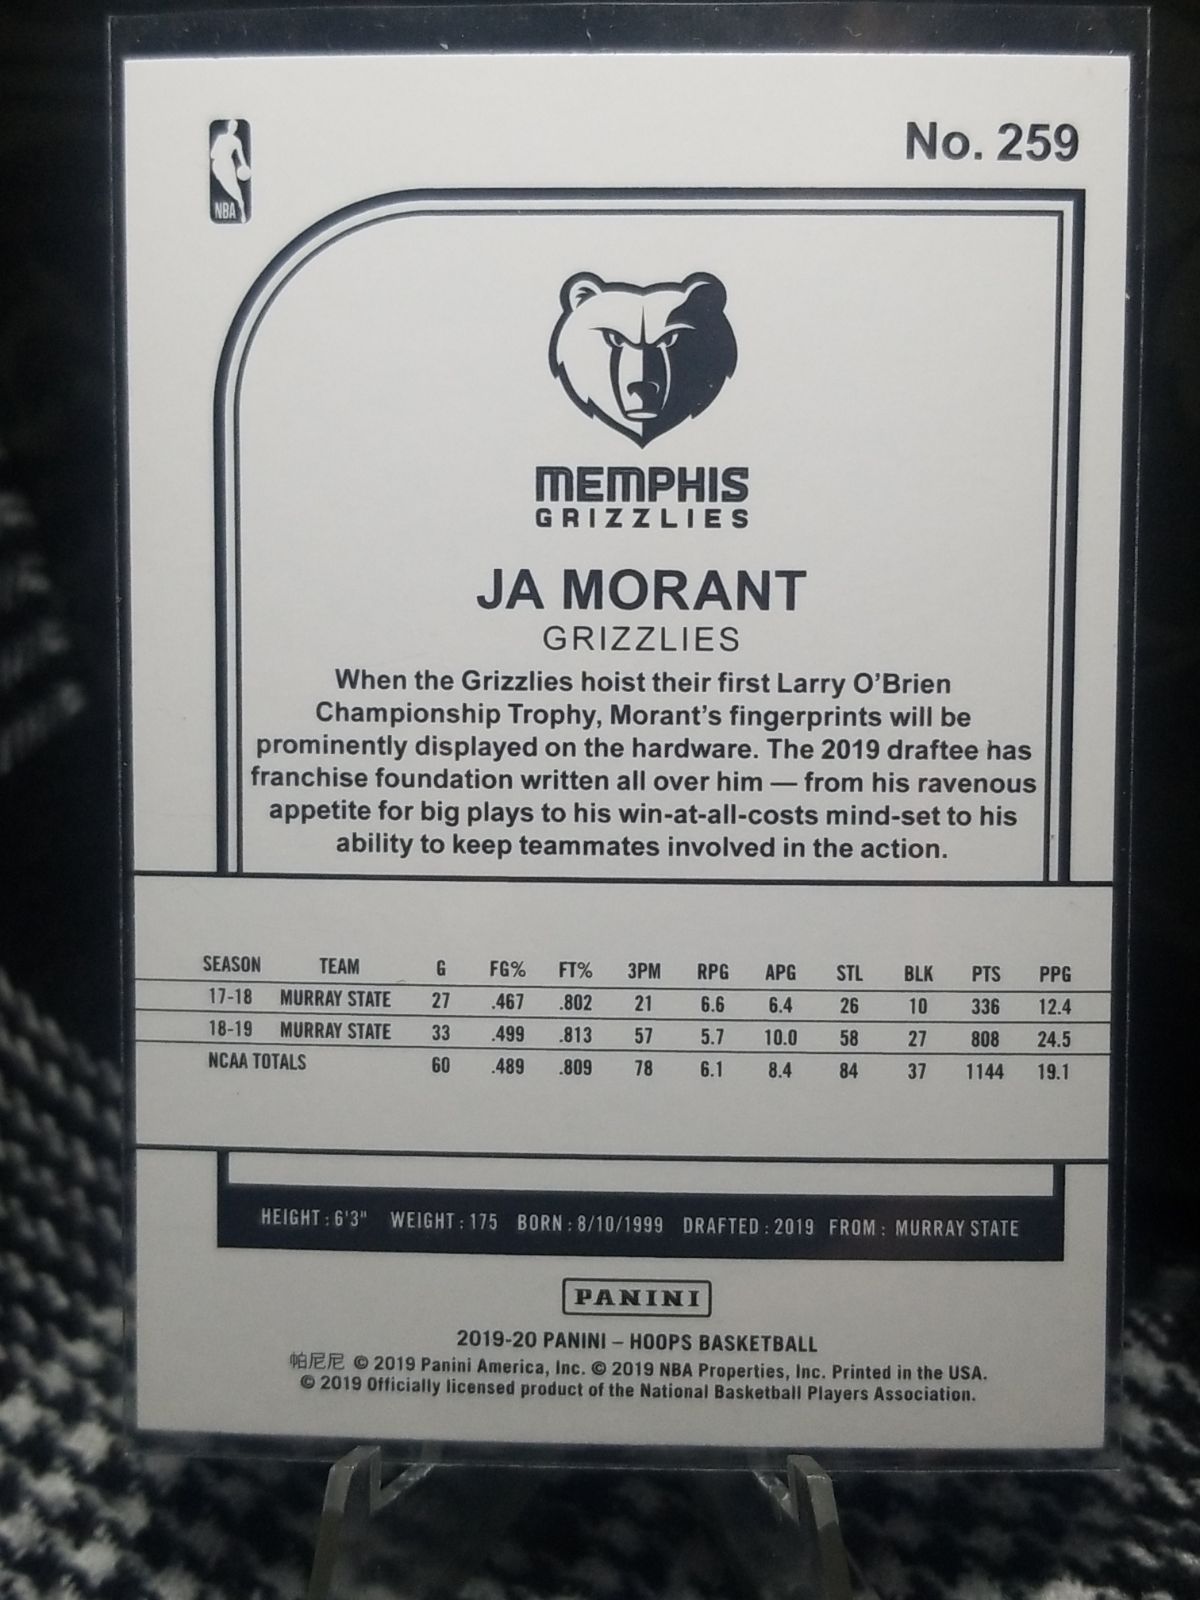 No. 259
NBA
MEMPHIS
GRIZZLIES
JA MORANT
GRIZZLIES
When the Grizzlies hoist their first Larry O'Brien
Championship Trophy, Morant's fingerprints will be
prominently displayed on the hardware. The 2019 draftee has
franchise foundation written all over him — from his ravenous
appetite for big plays to his win-at-all-costs mind-set to his
ability to keep teammates involved in the action.
SEASON TEAM G FG% FT% 3PM RPG APG STL BLK PTS PPG
17-18 MURRAY STATE 27 .467 .802 21 6.6 6.4 26 10 336 12.4
18-19 MURRAY STATE 33 .499 .813 57 5.7 10.0 58 27 808 24.5
NCAA TOTALS 60 .489 .809 78 6.1 8.4 84 37 1144 19.1
HEIGHT : 6'3" WEIGHT : 175 BORN : 8/10/1999 DRAFTED : 2019 FROM : MURRAY STATE
PANINI
2019-20 PANINI – HOOPS BASKETBALL
帕尼尼 © 2019 Panini America, Inc. © 2019 NBA Properties, Inc. Printed in the USA.
© 2019 Officially licensed product of the National Basketball Players Association.